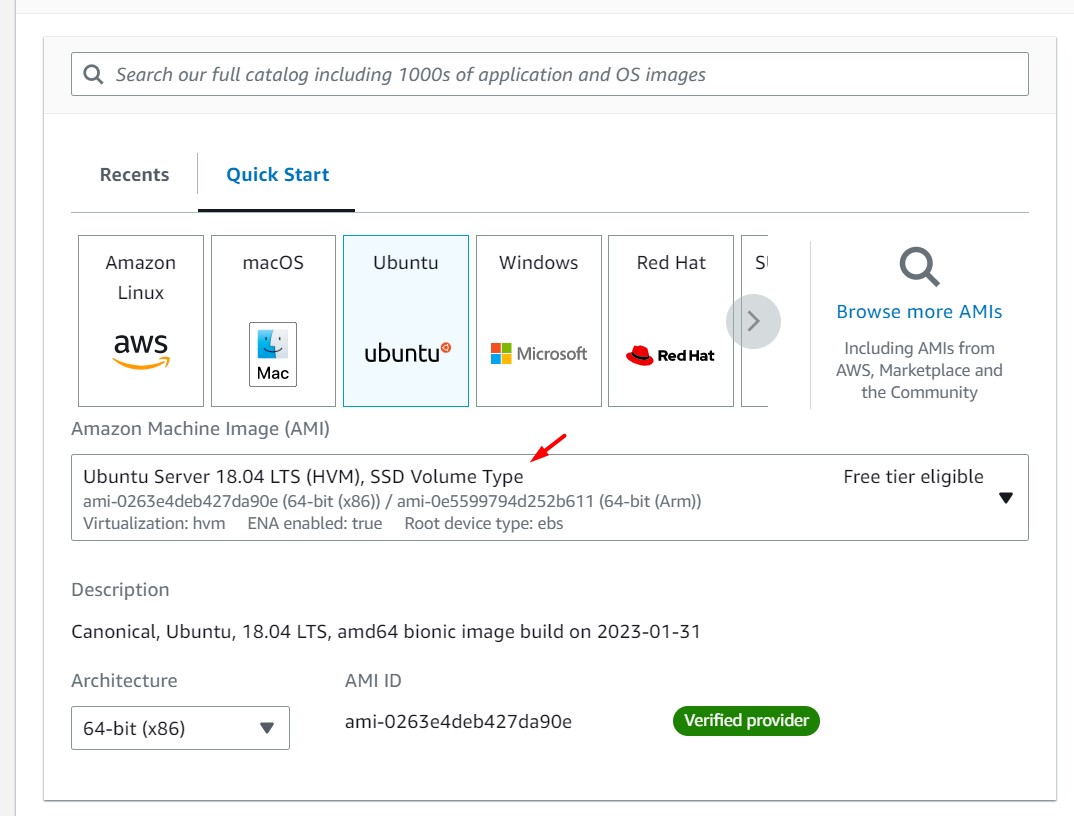 Search our full catalog including 1000s of application and OS images
Recents
Quick Start
Amazon
Linux
aws
macOS
Mac
Ubuntu
ubuntu
Windows
Microsoft
Red Hat
Red Hat
Browse more AMIs
Including AMIs from
AWS, Marketplace and
the Community
Amazon Machine Image (AMI)
Ubuntu Server 18.04 LTS (HVM), SSD Volume Type
Free tier eligible
ami-0263e4deb427da90e (64-bit (x86)) / ami-0e5599794d252b611 (64-bit (Arm))
Virtualization: hvm ENA enabled: true Root device type: ebs
Description
Canonical, Ubuntu, 18.04 LTS, amd64 bionic image build on 2023-01-31
Architecture
AMI ID
64-bit (x86)
ami-0263e4deb427da90e
Verified provider